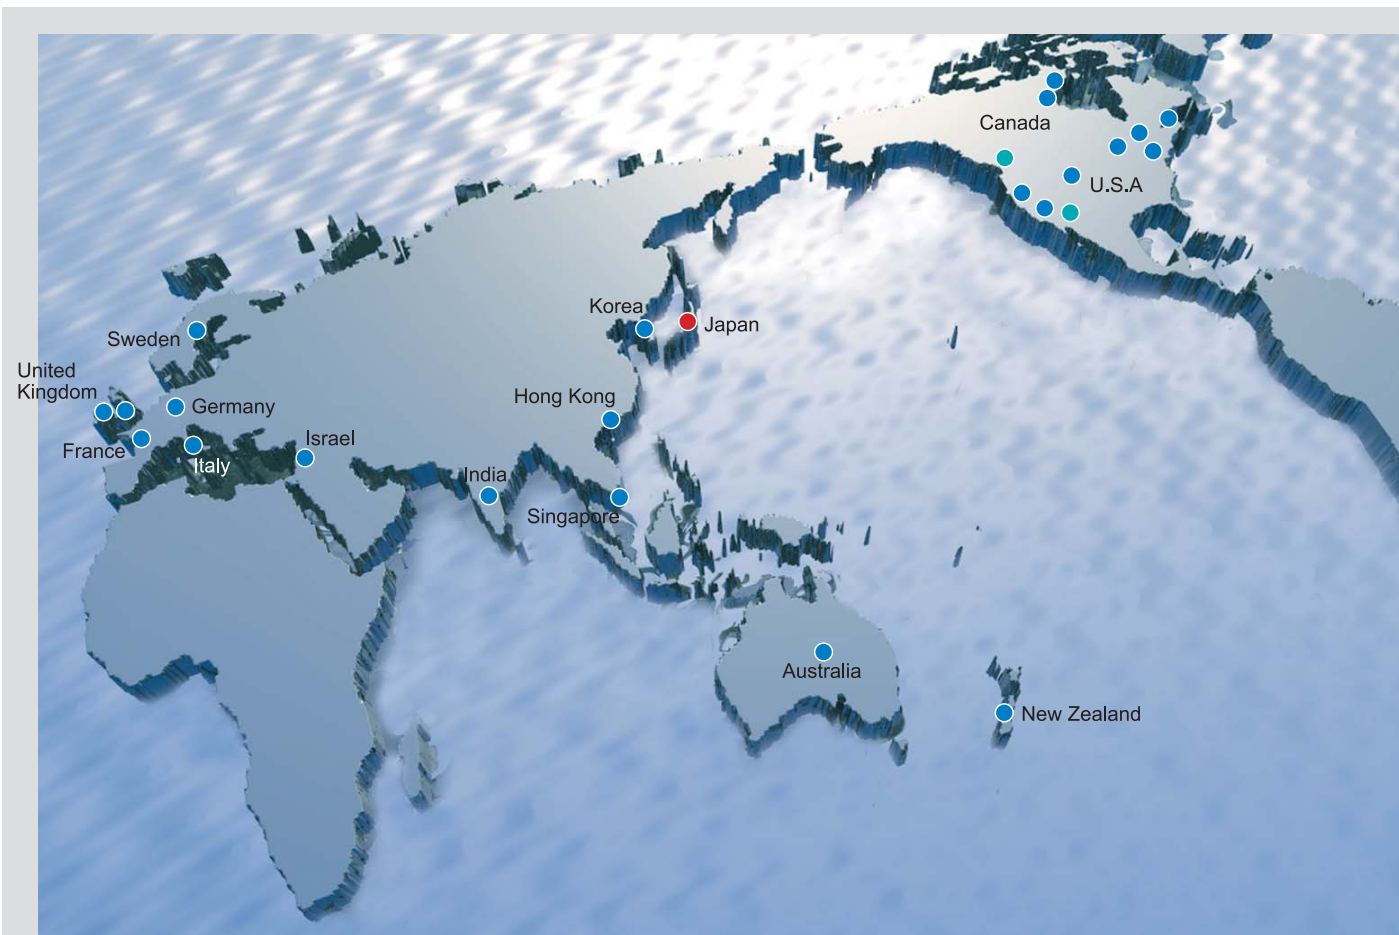 Canada
U.S.A
Korea
Japan
Sweden
United
Kingdom
Germany
Hong Kong
France
Italy
Israel
India
Singapore
Australia
New Zealand